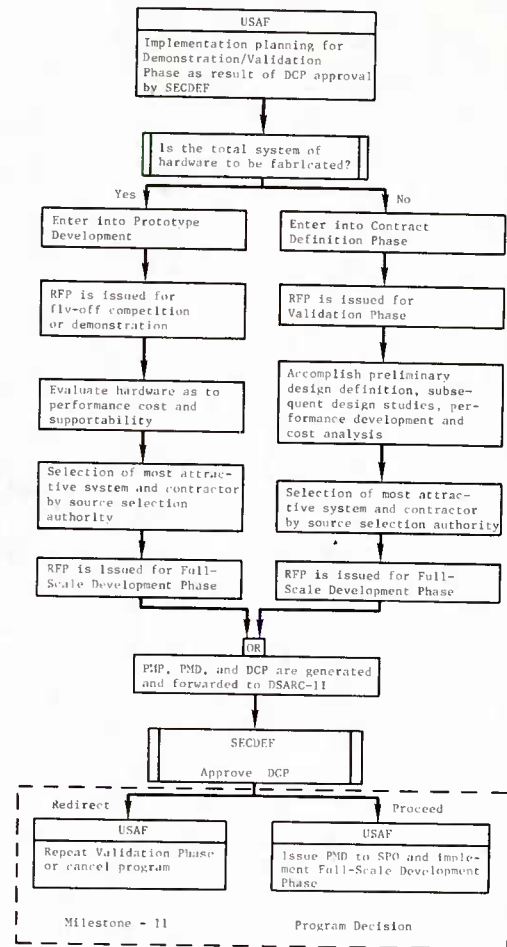 USAF
Implementation planning for
Demonstration/Validation
Phase as result of DCP approval
by SECDEF
Is the total system of
hardware to be fabricated?
Yes
No
Enter into Prototype
Development
Enter into Contract
Definition Phase
RFP is issued for
fly-off competition
or demonstration
RFP is issued for
Validation Phase
Evaluate hardware as to
performance cost and
supportability
Accomplish preliminary
design definition, subse-
quent design studies, per-
formance development and
cost analysis
Selection of most attrac-
tive system and contractor
by source selection
authority
Selection of most attrac-
tive system and contractor
by source selection authority
RFP is Issued for Full-
Scale Development Phase
RFP is issued for Full-
Scale Development Phase
OR
PMP, PMD, and DCP are generated
and forwarded to DSARC-II
SECDEF
Approve DCP
Redirect
Proceed
USAF
Repeat Validation Phase
or cancel program
USAF
Issue PMD to SPO and imple-
ment Full-Scale Development
Phase
Milestone - II
Program Decision